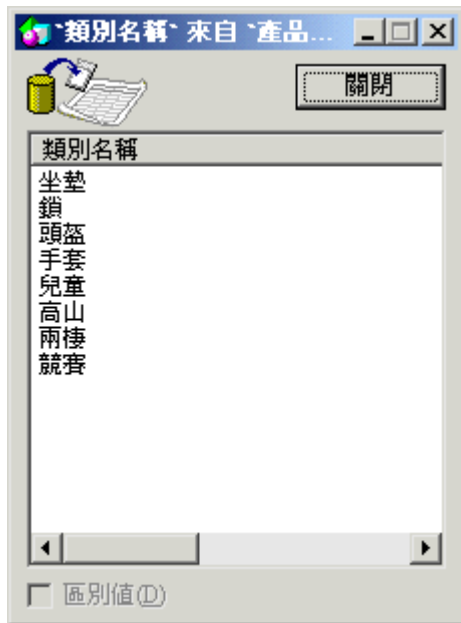 `類別名稱` 來自 `產品...
關閉
類別名稱
坐墊
鎖
頭盔
手套
兒童
高山
兩棲
競賽
區別值(D)